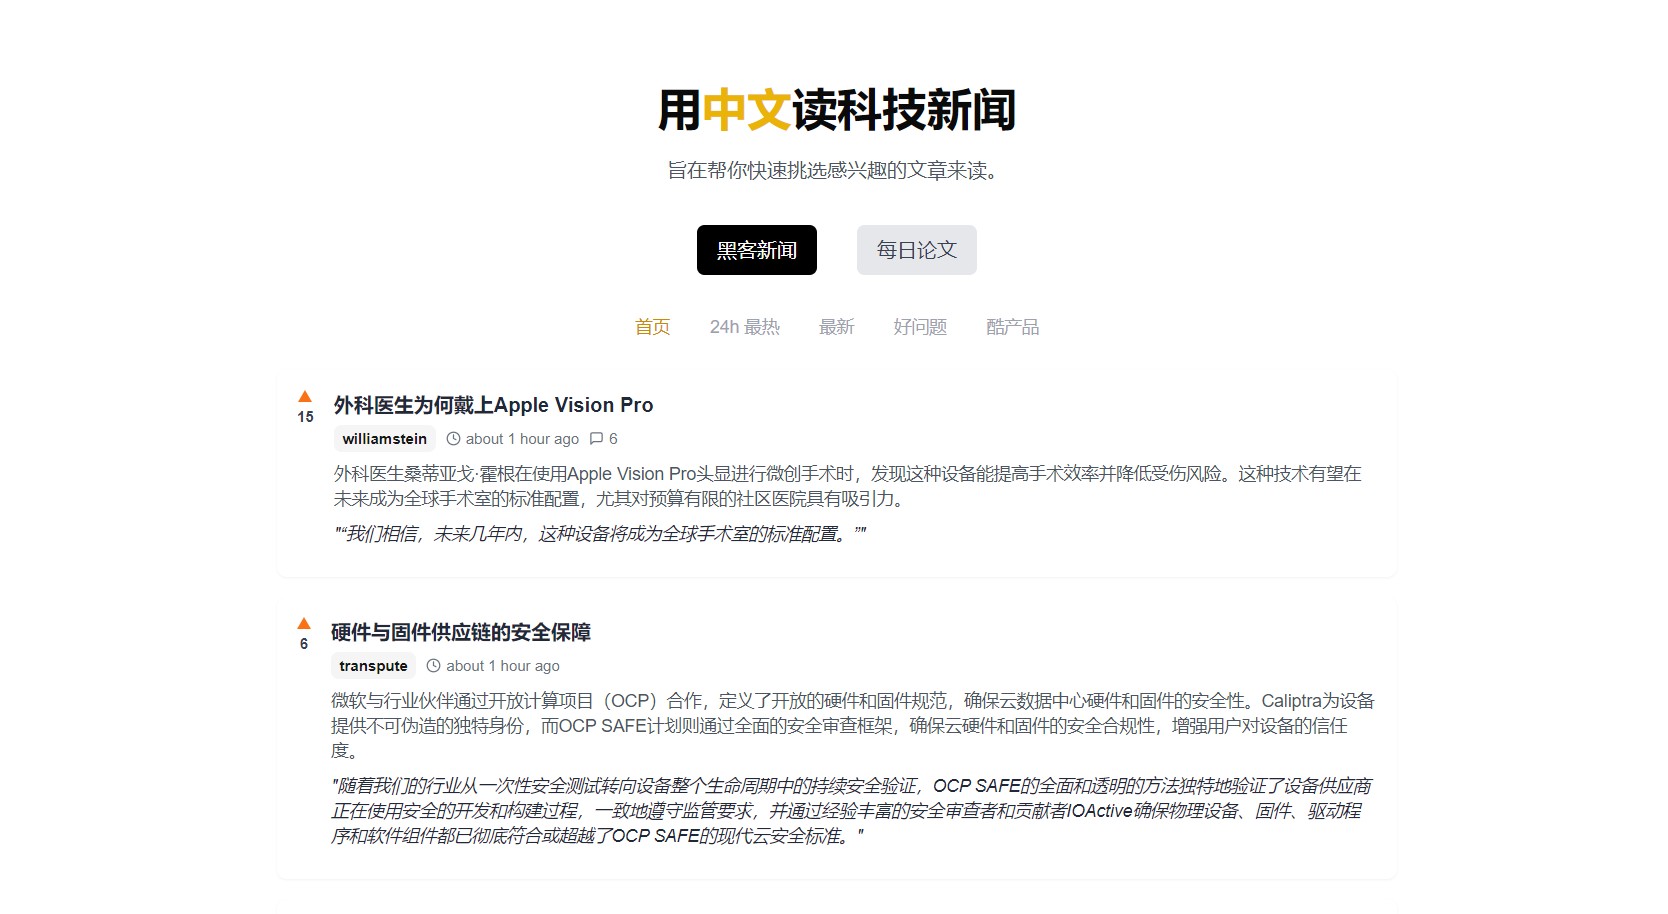 用中文读科技新闻
旨在帮你快速挑选感兴趣的文章来读。
黑客新闻 每日论文
首页 24h 最热 最新 好问题 酷产品
外科医生为何戴上Apple Vision Pro
15
williamstein about 1 hour ago 6
外科医生桑蒂亚戈·霍根在使用Apple Vision Pro头显进行微创手术时，发现这种设备能提高手术效率并降低受伤风险。这种技术有望在
未来成为全球手术室的标准配置，尤其对预算有限的社区医院具有吸引力。
"“我们相信，未来几年内，这种设备将成为全球手术室的标准配置。”"
硬件与固件供应链的安全保障
6
transpute about 1 hour ago
微软与行业伙伴通过开放计算项目（OCP）合作，定义了开放的硬件和固件规范，确保云数据中心硬件和固件的安全性。Caliptra为设备
提供不可伪造的独特身份，而OCP SAFE计划则通过全面的安全审查框架，确保云硬件和固件的安全合规性，增强用户对设备的信任
度。
"随着我们的行业从一次性安全测试转向设备整个生命周期中的持续安全验证，OCP SAFE的全面和透明的方法独特地验证了设备供应商
正在使用安全的开发和构建过程，一致地遵守监管要求，并通过经验丰富的安全审查者和贡献者IOActive确保物理设备、固件、驱动程
序和软件组件都已彻底符合或超越了OCP SAFE的现代云安全标准。"